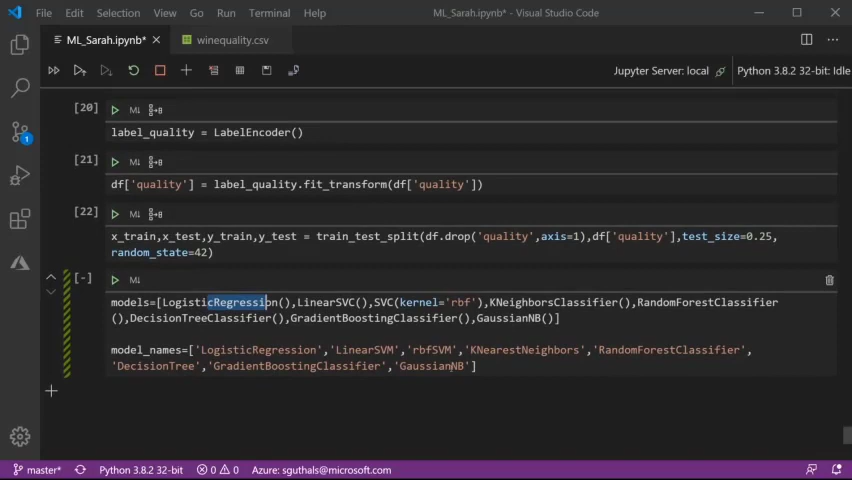 File Edit Selection View Go Run Terminal Help ML_Sarah.ipynb* - Visual Studio Code
ML_Sarah.ipynb* winequality.csv
Jupyter Server: local Python 3.8.2 32-bit: Idle
[20] M↓
label_quality = LabelEncoder()
[21] M↓
df['quality'] = label_quality.fit_transform(df['quality'])
[22] M↓
x_train,x_test,y_train,y_test = train_test_split(df.drop('quality',axis=1),df['quality'],test_size=0.25,
random_state=42)
[-] M↓
models=[LogisticRegression(),LinearSVC(),SVC(kernel='rbf'),KNeighborsClassifier(),RandomForestClassifier
(),DecisionTreeClassifier(),GradientBoostingClassifier(),GaussianNB()]
model_names=['LogisticRegression','LinearSVM','rbfSVM','KNearestNeighbors','RandomForestClassifier',
'DecisionTree','GradientBoostingClassifier','GaussianNB']
1
master* Python 3.8.2 32-bit 0 0 Azure: sguthals@microsoft.com